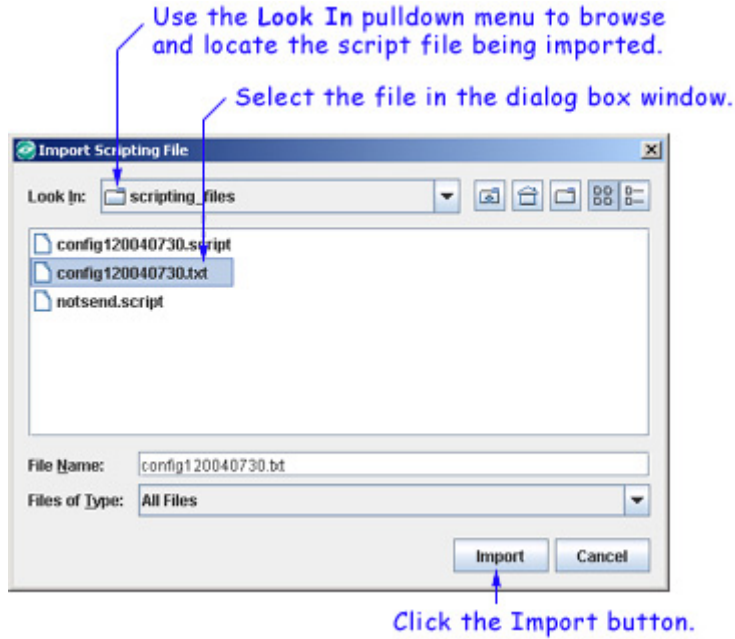 Use the Look In pulldown menu to browse
and locate the script file being imported.
Select the file in the dialog box window.
Import Scripting File
Look In: scripting_files
config120040730.script
config120040730.txt
notsend.script
File Name: config120040730.txt
Files of Type: All Files
Import Cancel
Click the Import button.